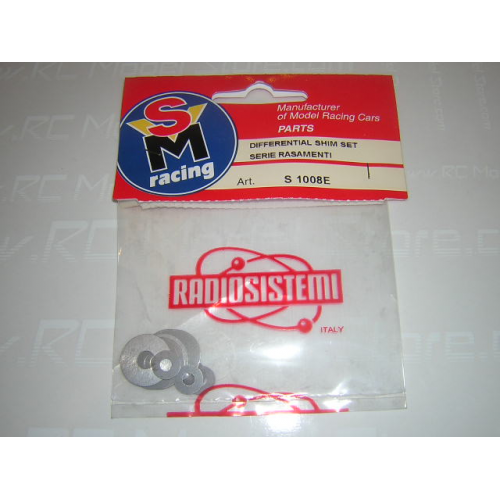 SM
racing
Manufacturer
of Model Racing Cars
PARTS
DIFFERENTIAL SHIM SET
SERIE RASAMENTI
Art. S 1008E
RADIOSISTEMI
ITALY